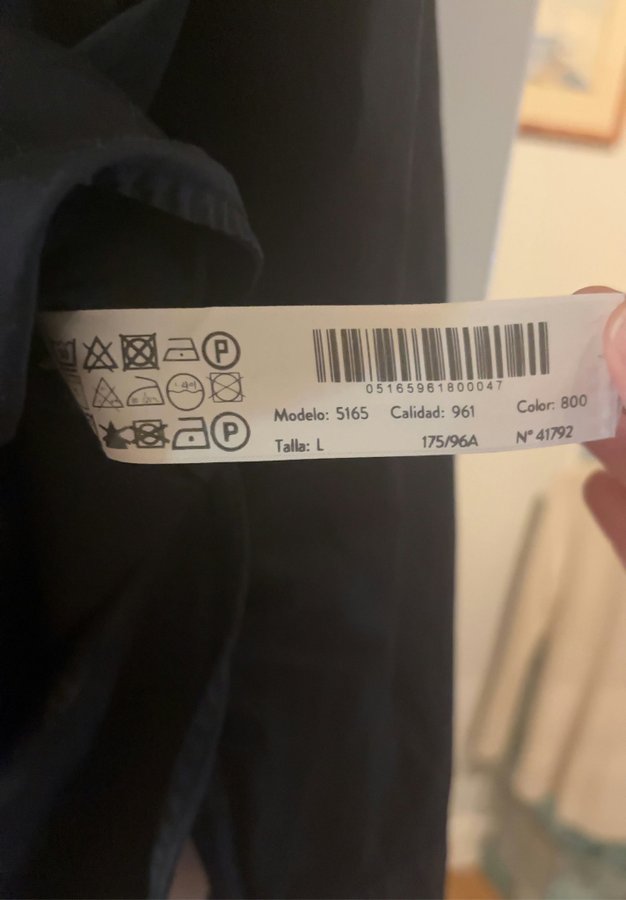 P
05165961800047
Modelo: 5165 Calidad: 961 Color: 800
P
Talla: L 175/96A Nº 41792